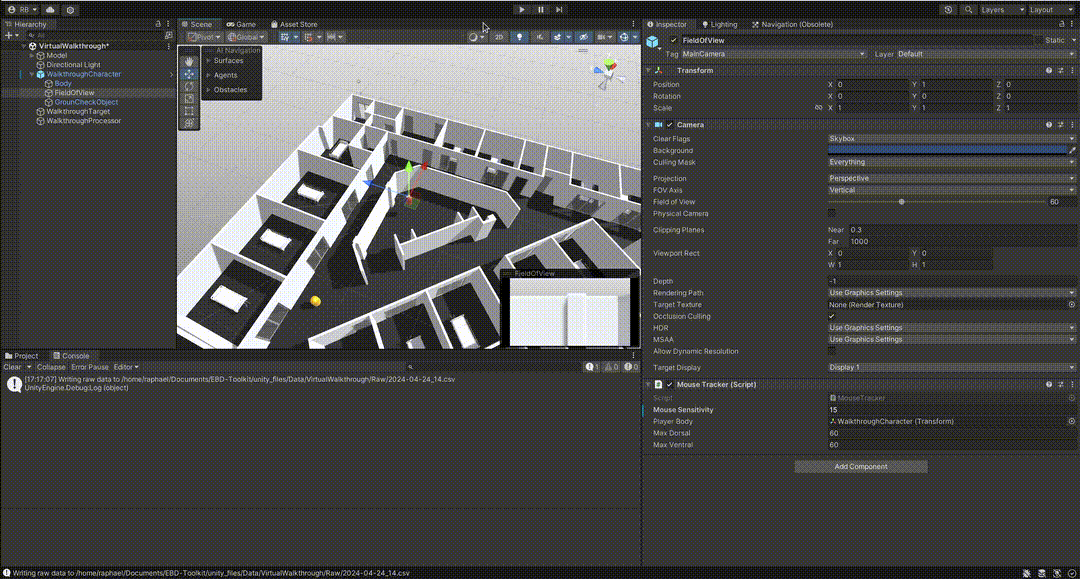 RB
Layers
Layout
Hierarchy
All
VirtualWalkthrough*
Model
Directional Light
WalkthroughCharacter
Body
FieldOfView
GrounCheckObject
WalkthroughTarget
WalkthroughProcessor
Scene
Game
Asset Store
Pivot
Global
2D
AI Navigation
Surfaces
Agents
Obstacles
FieldOfView
Inspector
Lighting
Navigation (Obsolete)
FieldOfView
Static
Tag MainCamera
Layer Default
Transform
Position X 0 Y 1 Z 0
Rotation X 0 Y 0 Z 0
Scale X 1 Y 1 Z 1
Camera
Clear Flags Skybox
Background
Culling Mask Everything
Projection Perspective
FOV Axis Vertical
Field of View 60
Physical Camera
Clipping Planes Near 0.3
Far 1000
Viewport Rect X 0 Y 0
W 1 H 1
Depth -1
Rendering Path Use Graphics Settings
Target Texture None (Render Texture)
Occlusion Culling
HDR Use Graphics Settings
MSAA Use Graphics Settings
Allow Dynamic Resolution
Target Display Display 1
Mouse Tracker (Script)
Script MouseTracker
Mouse Sensitivity 15
Player Body WalkthroughCharacter (Transform)
Max Dorsal 60
Max Ventral 60
Add Component
Project
Console
Clear Collapse Error Pause Editor
1 0 0
[17:17:07] Writing raw data to /home/raphael/Documents/EBD-Toolkit/unity_files/Data/VirtualWalkthrough/Raw/2024-04-24_14.csv
UnityEngine.Debug:Log (object)
Writing raw data to /home/raphael/Documents/EBD-Toolkit/unity_files/Data/VirtualWalkthrough/Raw/2024-04-24_14.csv